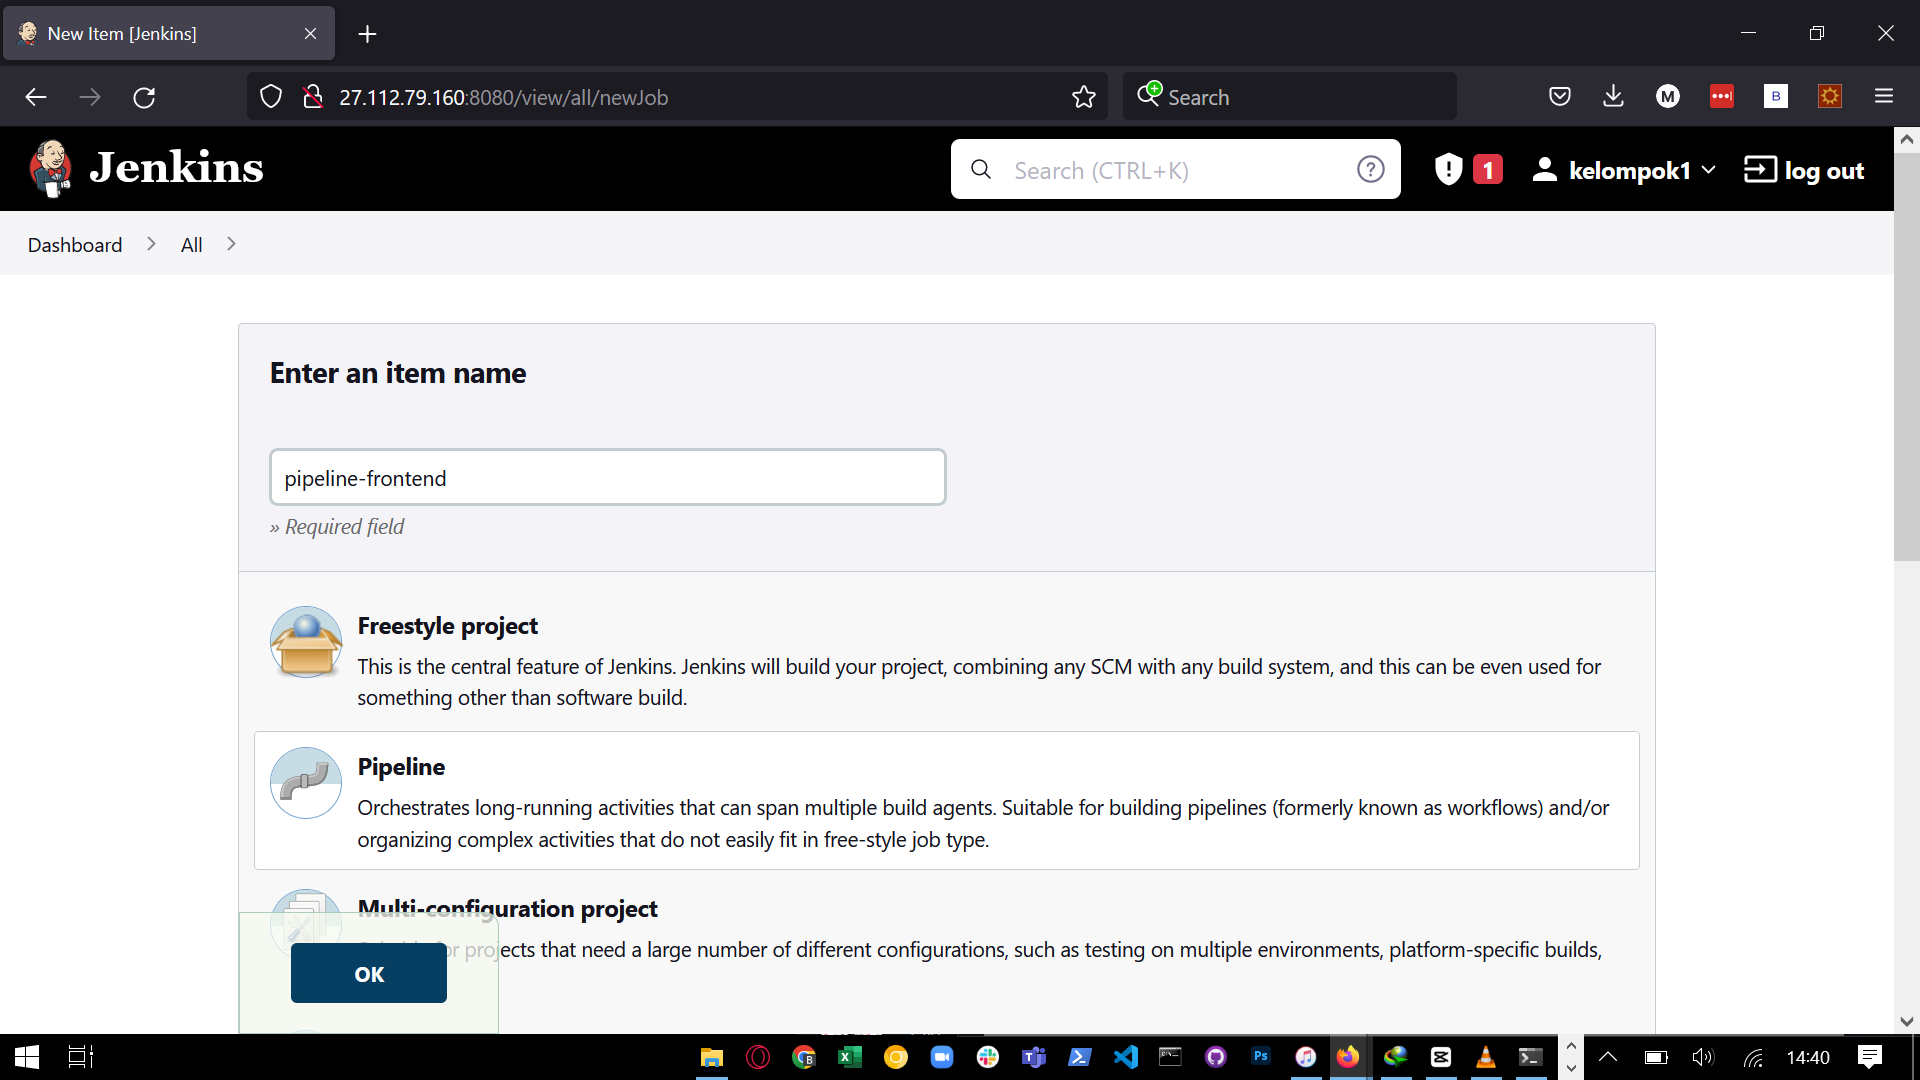 New Item [Jenkins]
27.112.79.160:8080/view/all/newJob
Search
M
B
Jenkins
Search (CTRL+K)
1
kelompok1
log out
Dashboard
All
Enter an item name
pipeline-frontend
» Required field
Freestyle project
This is the central feature of Jenkins. Jenkins will build your project, combining any SCM with any build system, and this can be even used for
something other than software build.
Pipeline
Orchestrates long-running activities that can span multiple build agents. Suitable for building pipelines (formerly known as workflows) and/or
organizing complex activities that do not easily fit in free-style job type.
Multi-configuration project
for projects that need a large number of different configurations, such as testing on multiple environments, platform-specific builds,
OK
Ps
14:40